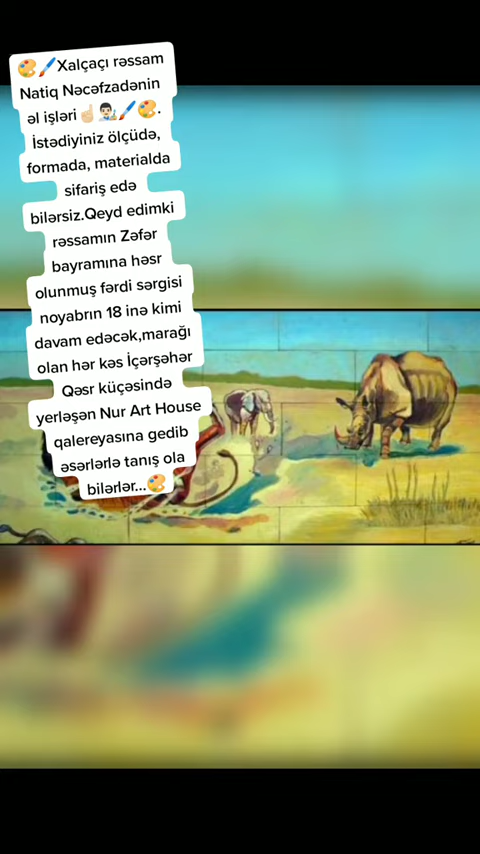 🎨🖌️Xalçaçı rəssam
Natiq Nəcəfzadənin
əl işləri☝🏻👨🏻‍🎨🖌️🎨.
İstədiyiniz ölçüdə,
formada, materialda
sifariş edə
bilərsiz.Qeyd edimki
rəssamın Zəfər
bayramına həsr
olunmuş fərdi sərgisi
noyabrın 18 inə kimi
davam edəcək,marağı
olan hər kəs İçərşəhər
Qəsr küçəsində
yerləşən Nur Art House
qalereyasına gedib
əsərlərlə tanış ola
bilərlər...🎨